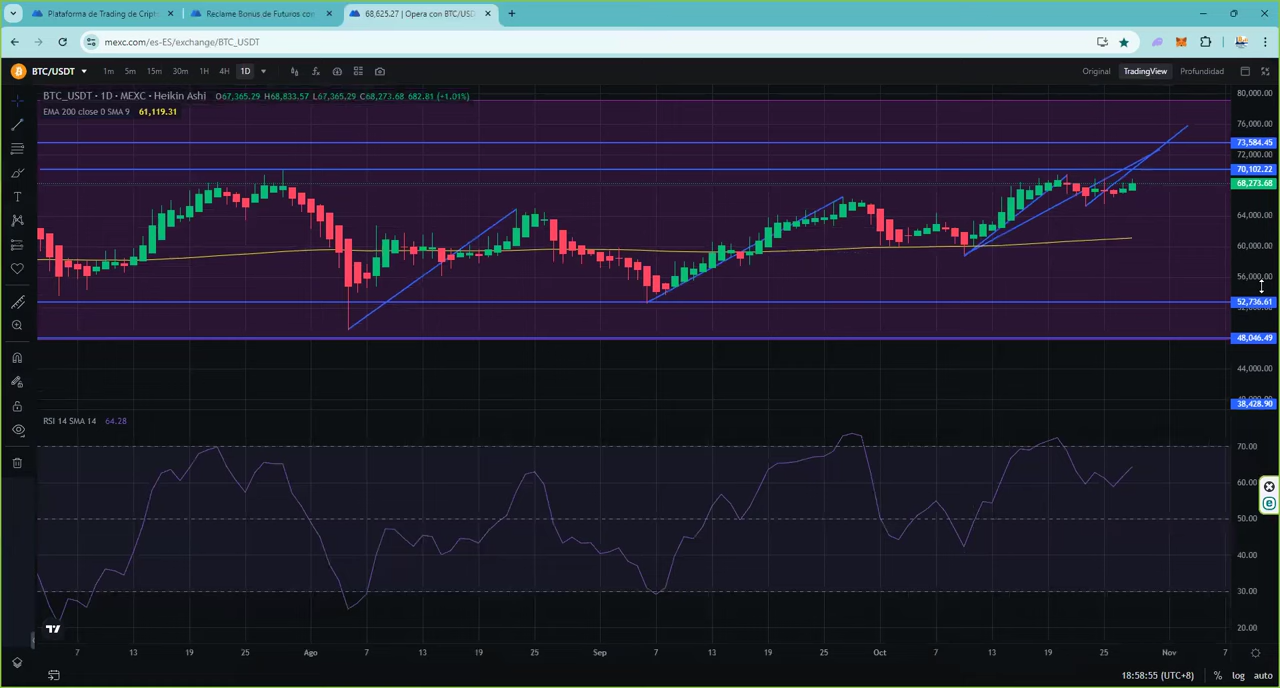 Plataforma de Trading de Cript
Reclame Bonus de Futuros con
68,625.27 | Opera con BTC/USD
mexc.com/es-ES/exchange/BTC_USDT
BTC/USDT 1m 5m 15m 30m 1H 4H 1D Original TradingView Profundidad
BTC_USDT · 1D · MEXC · Heikin Ashi O67,365.29 H68,833.57 L67,365.29 C68,273.68 682.81 (+1.01%)
EMA 200 close 0 SMA 9 61,119.31
80,000.00
76,000.00
73,584.45
72,000.00
70,102.22
68,273.68
64,000.00
60,000.00
56,000.00
52,736.61
48,046.49
44,000.00
38,428.90
RSI 14 SMA 14 64.28
70.00
60.00
50.00
40.00
30.00
20.00
7 13 19 25 Ago 7 13 19 25 Sep 7 13 19 25 Oct 7 13 19 25 Nov 7
18:58:55 (UTC+8) % log auto